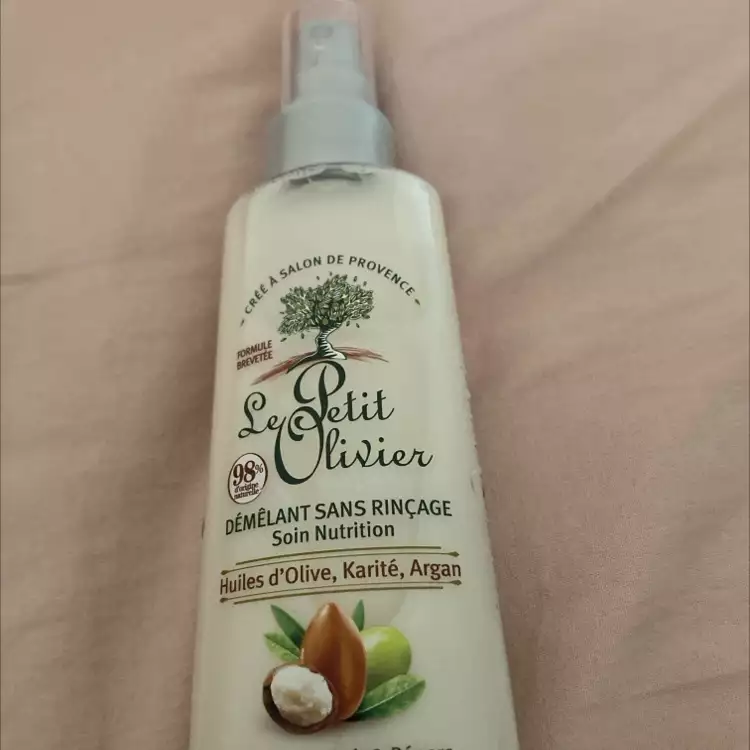 - CRÉÉ À SALON DE PROVENCE -
FORMULE
BREVETÉE
Le Petit
Olivier
98%
d'origine
naturelle
DÉMÊLANT SANS RINÇAGE
Soin Nutrition
Huiles d'Olive, Karité, Argan